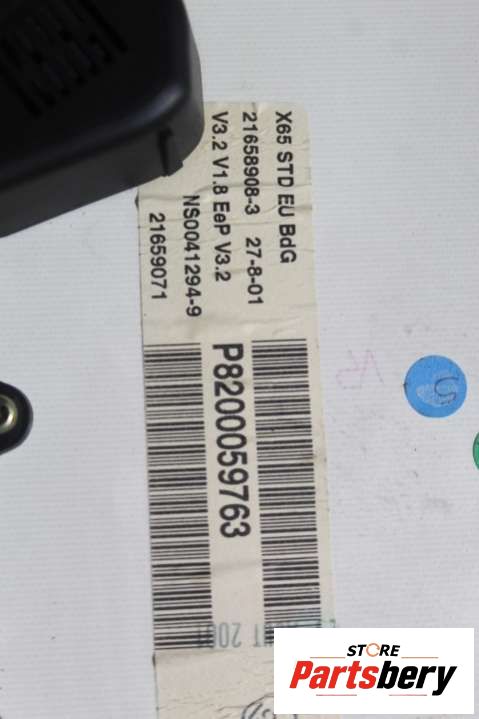 X65 STD EU BdG
21658908-3 27-8-01
V3.2 V1.8 EeP V3.2
NS0041294-9
21659071
P8200059763
2001
STORE
Partsbery